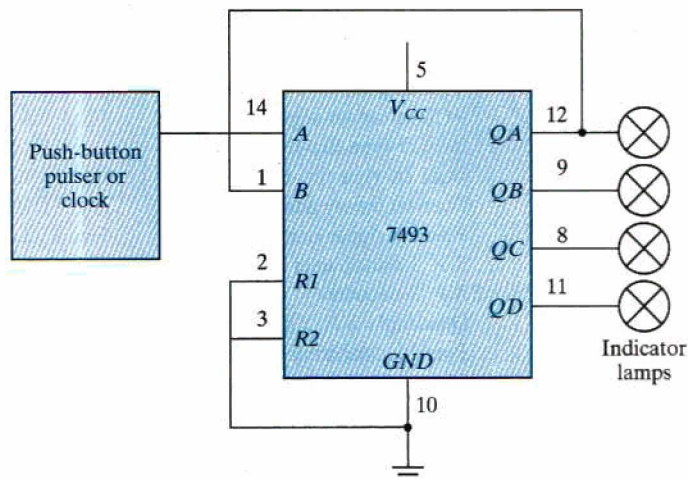 5
14
V_CC
12
A
QA
Push-button
pulser or
clock
1
9
B
QB
7493
8
QC
2
R1
11
QD
3
R2
Indicator
lamps
GND
10